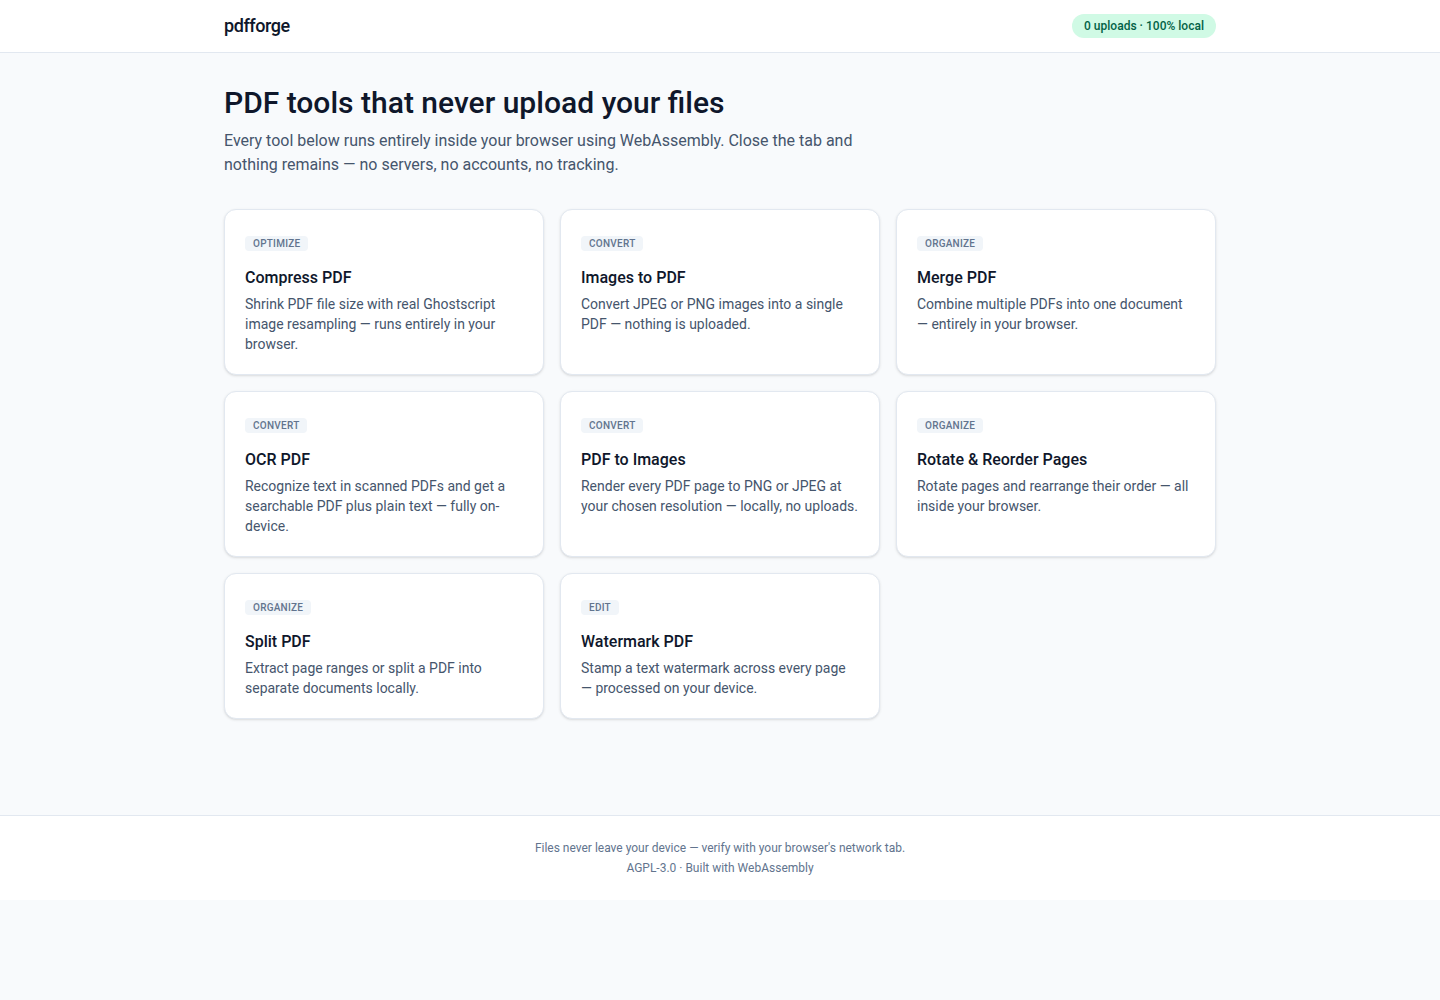 pdfforge
0 uploads · 100% local
PDF tools that never upload your files
Every tool below runs entirely inside your browser using WebAssembly. Close the tab and
nothing remains — no servers, no accounts, no tracking.
OPTIMIZE
Compress PDF
Shrink PDF file size with real Ghostscript
image resampling — runs entirely in your
browser.
CONVERT
Images to PDF
Convert JPEG or PNG images into a single
PDF — nothing is uploaded.
ORGANIZE
Merge PDF
Combine multiple PDFs into one document
— entirely in your browser.
CONVERT
OCR PDF
Recognize text in scanned PDFs and get a
searchable PDF plus plain text — fully on-
device.
CONVERT
PDF to Images
Render every PDF page to PNG or JPEG at
your chosen resolution — locally, no uploads.
ORGANIZE
Rotate & Reorder Pages
Rotate pages and rearrange their order — all
inside your browser.
ORGANIZE
Split PDF
Extract page ranges or split a PDF into
separate documents locally.
EDIT
Watermark PDF
Stamp a text watermark across every page
— processed on your device.
Files never leave your device — verify with your browser's network tab.
AGPL-3.0 · Built with WebAssembly